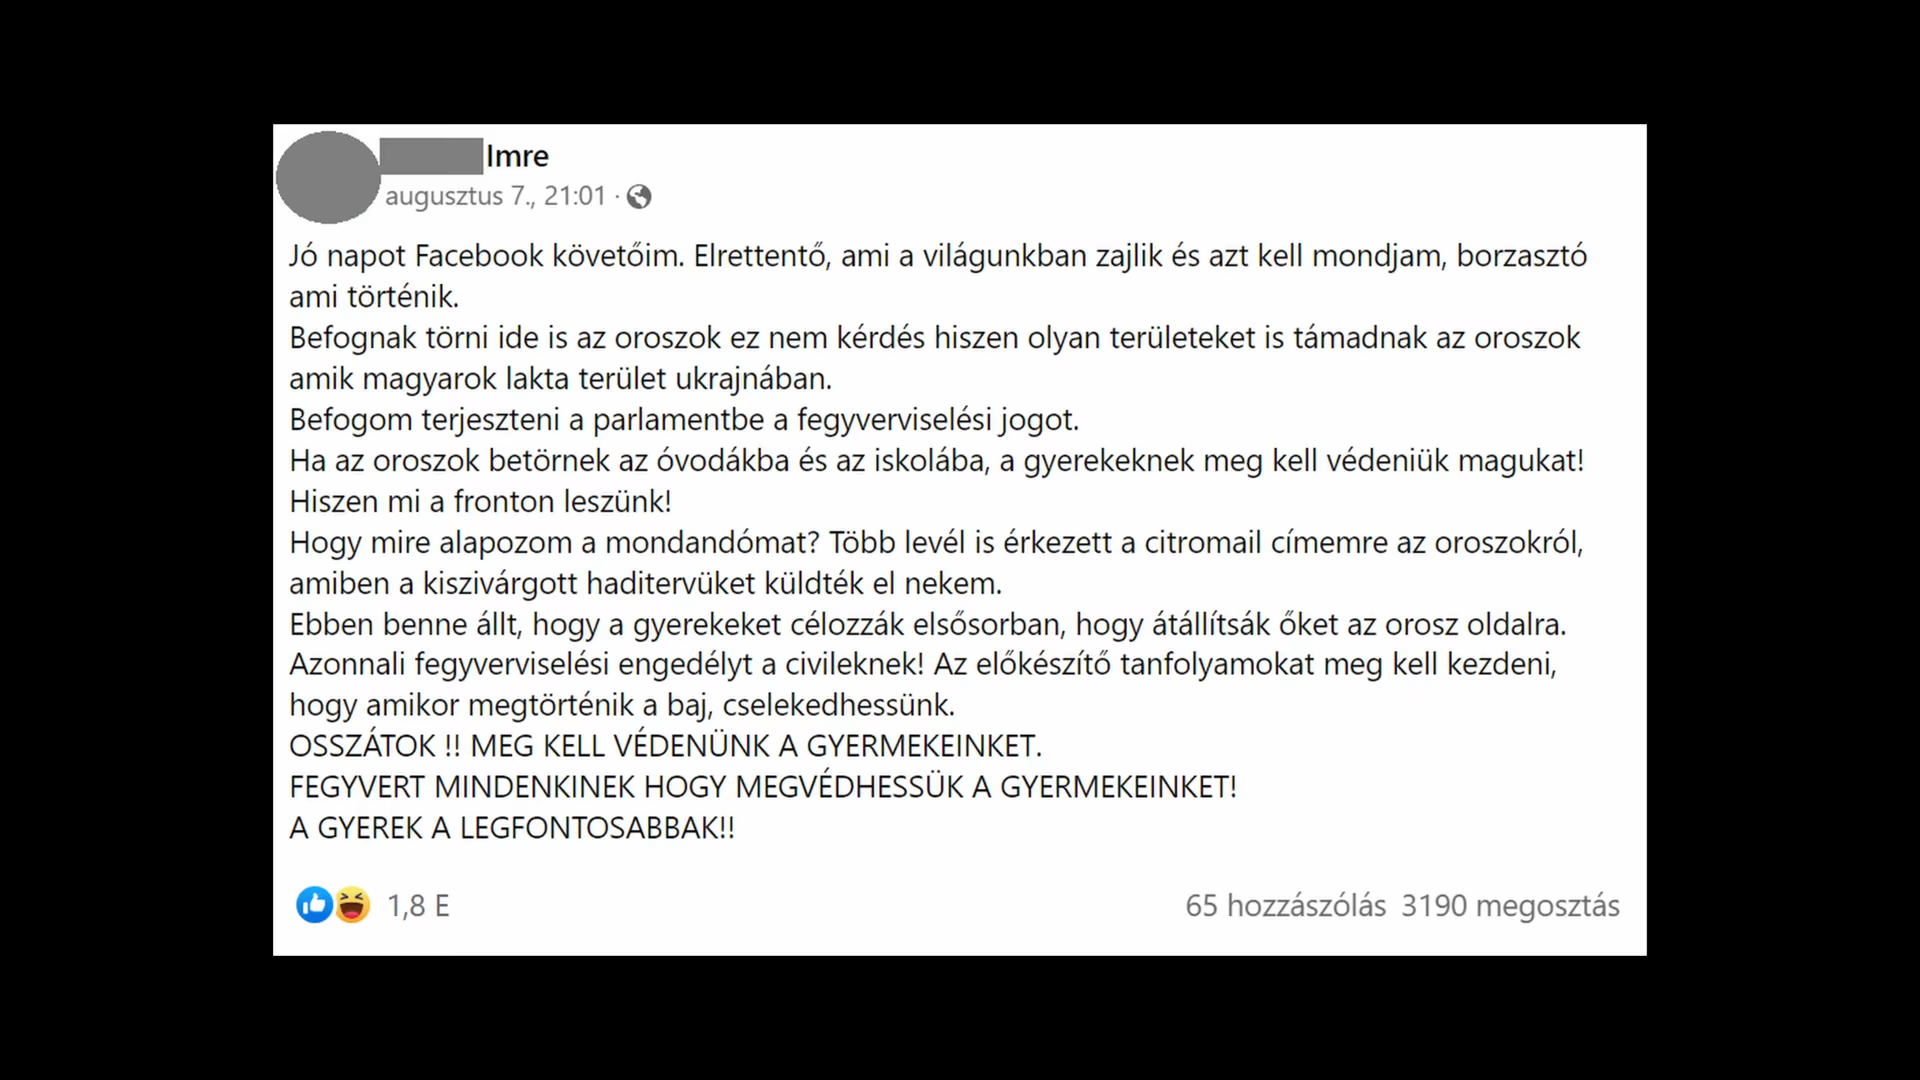 Imre
augusztus 7., 21:01 ·
Jó napot Facebook követőim. Elrettentő, ami a világunkban zajlik és azt kell mondjam, borzasztó
ami történik.
Befognak törni ide is az oroszok ez nem kérdés hiszen olyan területeket is támadnak az oroszok
amik magyarok lakta terület ukrajnában.
Befogom terjeszteni a parlamentbe a fegyverviselési jogot.
Ha az oroszok betörnek az óvodákba és az iskolába, a gyerekeknek meg kell védeniük magukat!
Hiszen mi a fronton leszünk!
Hogy mire alapozom a mondandómat? Több levél is érkezett a citromail címemre az oroszokról,
amiben a kiszivárgott haditervüket küldték el nekem.
Ebben benne állt, hogy a gyerekeket célozzák elsősorban, hogy átállítsák őket az orosz oldalra.
Azonnali fegyverviselési engedélyt a civileknek! Az előkészítő tanfolyamokat meg kell kezdeni,
hogy amikor megtörténik a baj, cselekedhessünk.
OSSZÁTOK !! MEG KELL VÉDENÜNK A GYERMEKEINKET.
FEGYVERT MINDENKINEK HOGY MEGVÉDHESSÜK A GYERMEKEINKET!
A GYEREK A LEGFONTOSABBAK!!
1,8 E 65 hozzászólás 3190 megosztás